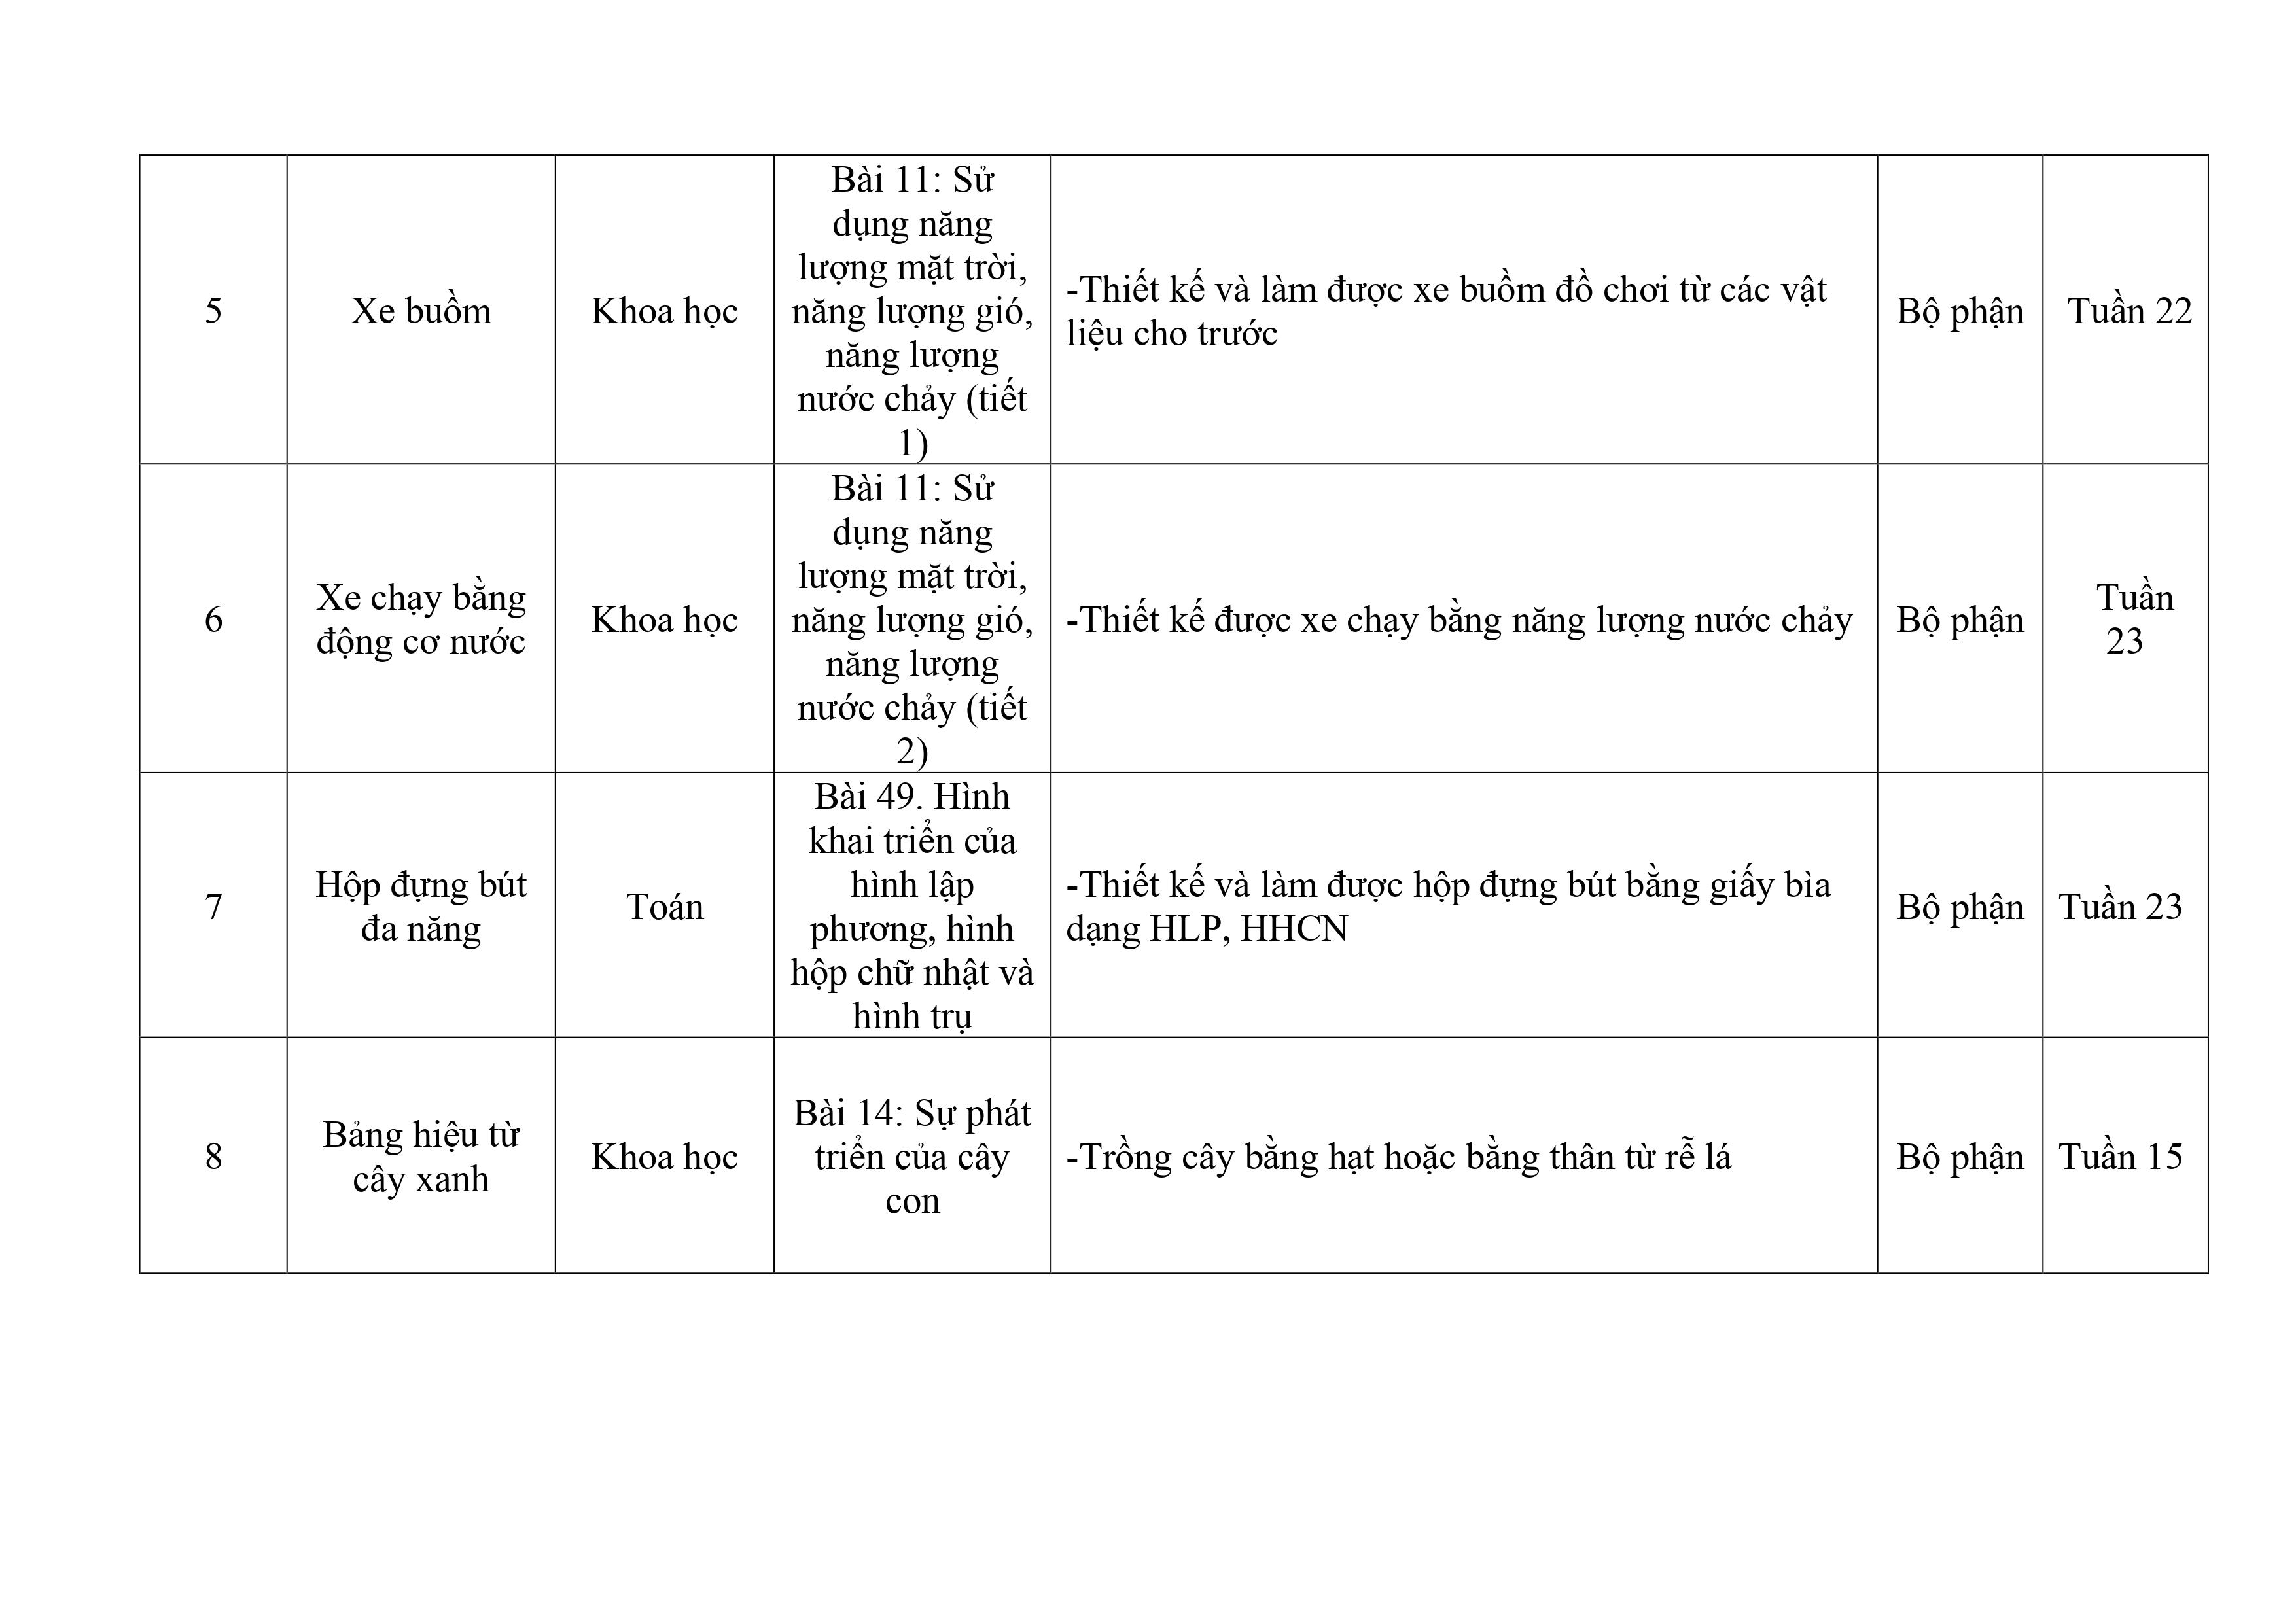 5
Xe buồm
Khoa học
Bài 11: Sử
dụng năng
lượng mặt trời,
năng lượng gió,
năng lượng
nước chảy (tiết
1)
-Thiết kế và làm được xe buồm đồ chơi từ các vật
liệu cho trước
Bộ phận
Tuần 22
6
Xe chạy bằng
động cơ nước
Khoa học
Bài 11: Sử
dụng năng
lượng mặt trời,
năng lượng gió,
năng lượng
nước chảy (tiết
2)
-Thiết kế được xe chạy bằng năng lượng nước chảy
Bộ phận
Tuần
23
7
Hộp đựng bút
đa năng
Toán
Bài 49. Hình
khai triển của
hình lập
phương, hình
hộp chữ nhật và
hình trụ
-Thiết kế và làm được hộp đựng bút bằng giấy bìa
dạng HLP, HHCN
Bộ phận
Tuần 23
8
Bảng hiệu từ
cây xanh
Khoa học
Bài 14: Sự phát
triển của cây
con
-Trồng cây bằng hạt hoặc bằng thân từ rễ lá
Bộ phận
Tuần 15